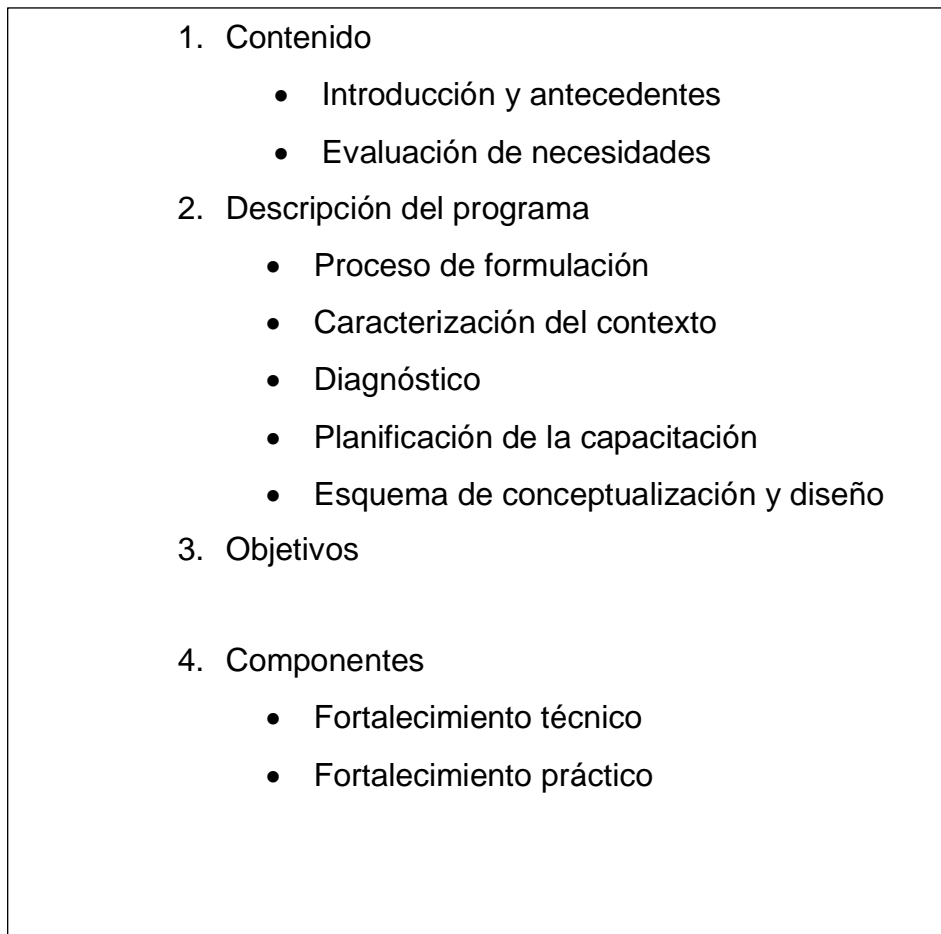 1. Contenido
• Introducción y antecedentes
• Evaluación de necesidades
2. Descripción del programa
• Proceso de formulación
• Caracterización del contexto
• Diagnóstico
• Planificación de la capacitación
• Esquema de conceptualización y diseño
3. Objetivos
4. Componentes
• Fortalecimiento técnico
• Fortalecimiento práctico